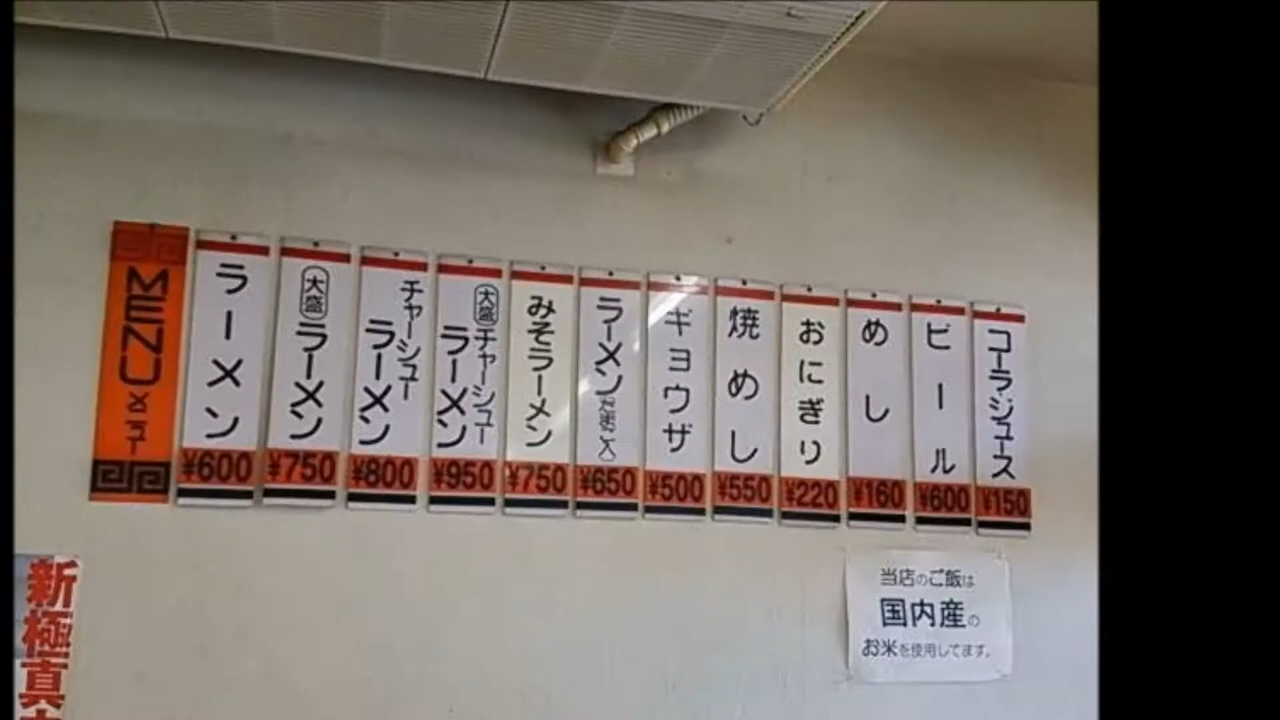 MENU
メニュー
ラーメン
¥600
大盛
ラーメン
¥750
チャーシュー
ラーメン
¥800
大盛
チャーシュー
ラーメン
¥950
みそラーメン
¥750
ラーメン(たまご入)
¥650
ギョウザ
¥500
焼めし
¥550
おにぎり
¥220
めし
¥160
ビール
¥600
コーラジュース
¥150
当店のご飯は
国内産の
お米を使用してます。
新極真